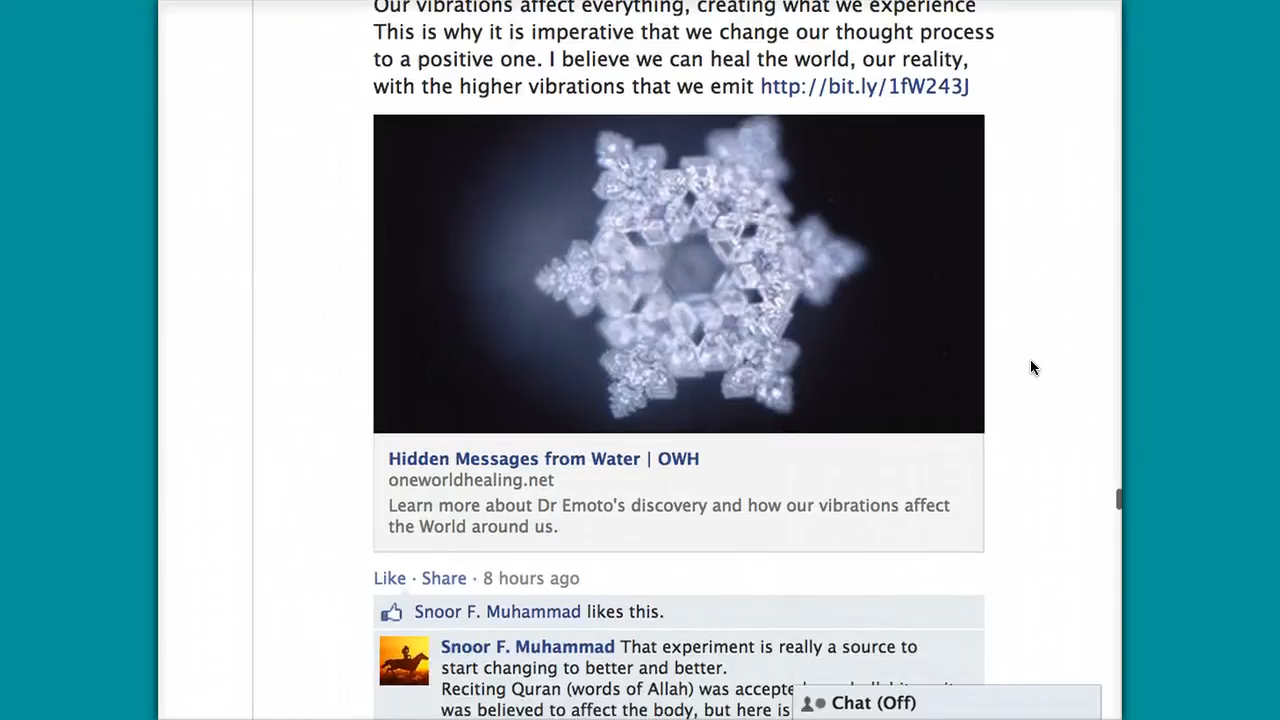 Our vibrations affect everything, creating what we experience
This is why it is imperative that we change our thought process
to a positive one. I believe we can heal the world, our reality,
with the higher vibrations that we emit http://bit.ly/1fW243J
Hidden Messages from Water | OWH
oneworldhealing.net
Learn more about Dr Emoto's discovery and how our vibrations affect
the World around us.
Like · Share · 8 hours ago
Snoor F. Muhammad likes this.
Snoor F. Muhammad That experiment is really a source to
start changing to better and better.
Reciting Quran (words of Allah) was
was believed to affect the body, but here is
Chat (Off)